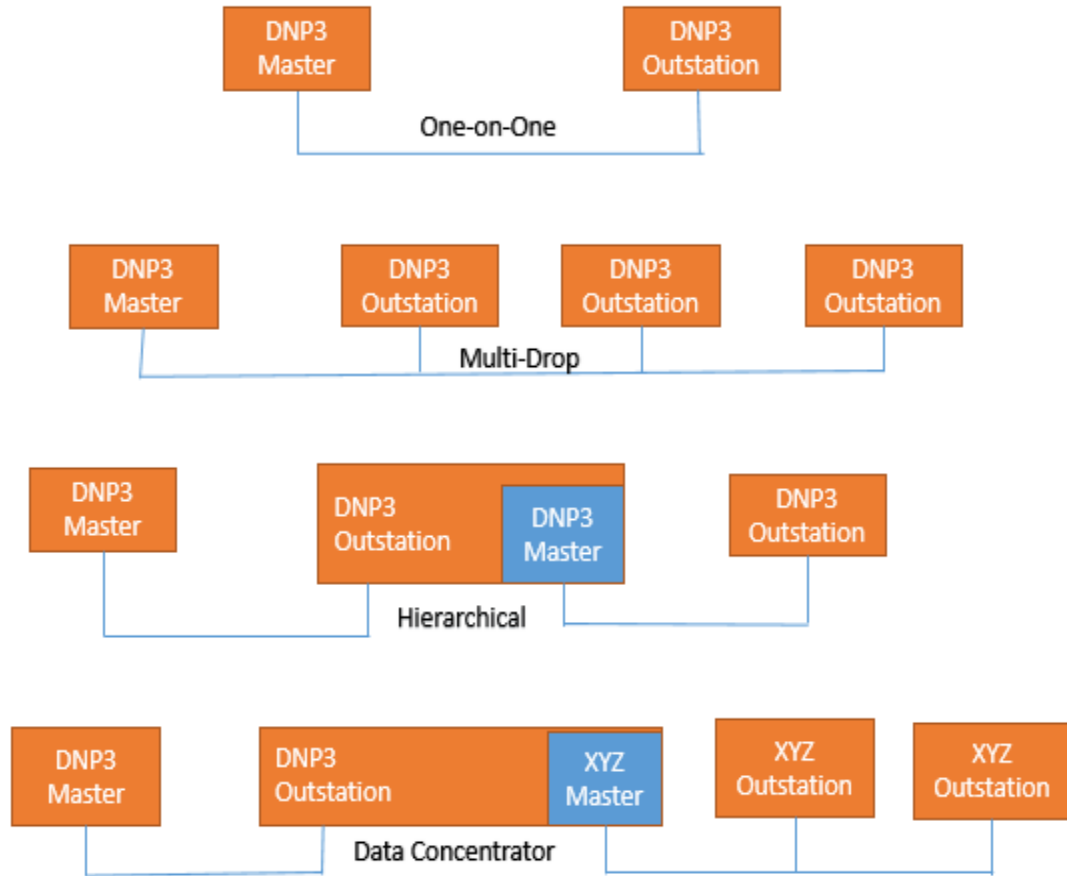 DNP3
Master
DNP3
Outstation
One-on-One
DNP3
Master
DNP3
Outstation
DNP3
Outstation
DNP3
Outstation
Multi-Drop
DNP3
Master
DNP3
Outstation
DNP3
Master
DNP3
Outstation
Hierarchical
DNP3
Master
DNP3
Outstation
XYZ
Master
XYZ
Outstation
XYZ
Outstation
Data Concentrator